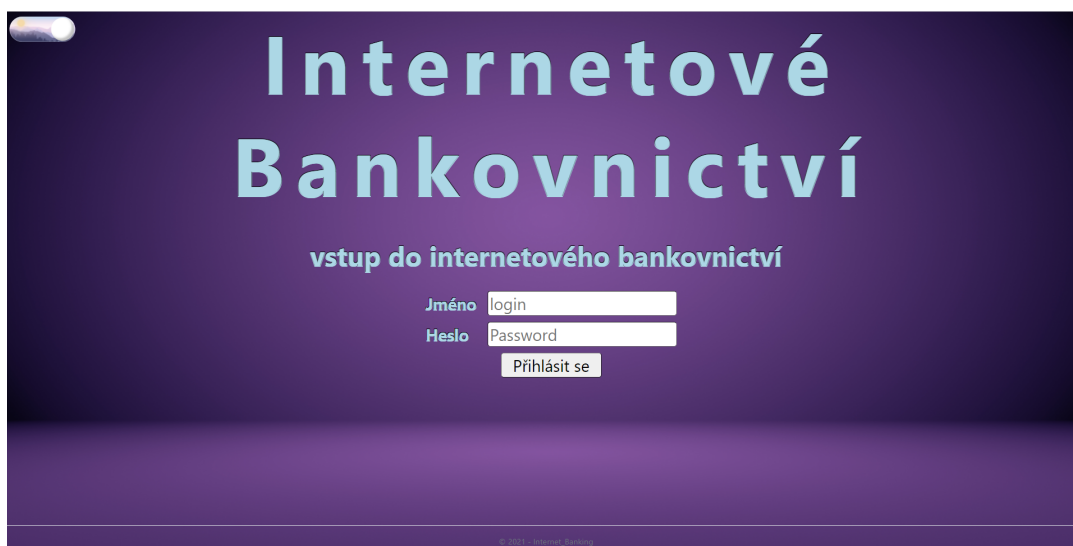 Internetové
Bankovnictví
vstup do internetového bankovnictví
Jméno login
Heslo Password
Přihlásit se
© 2021 - Internet_Banking